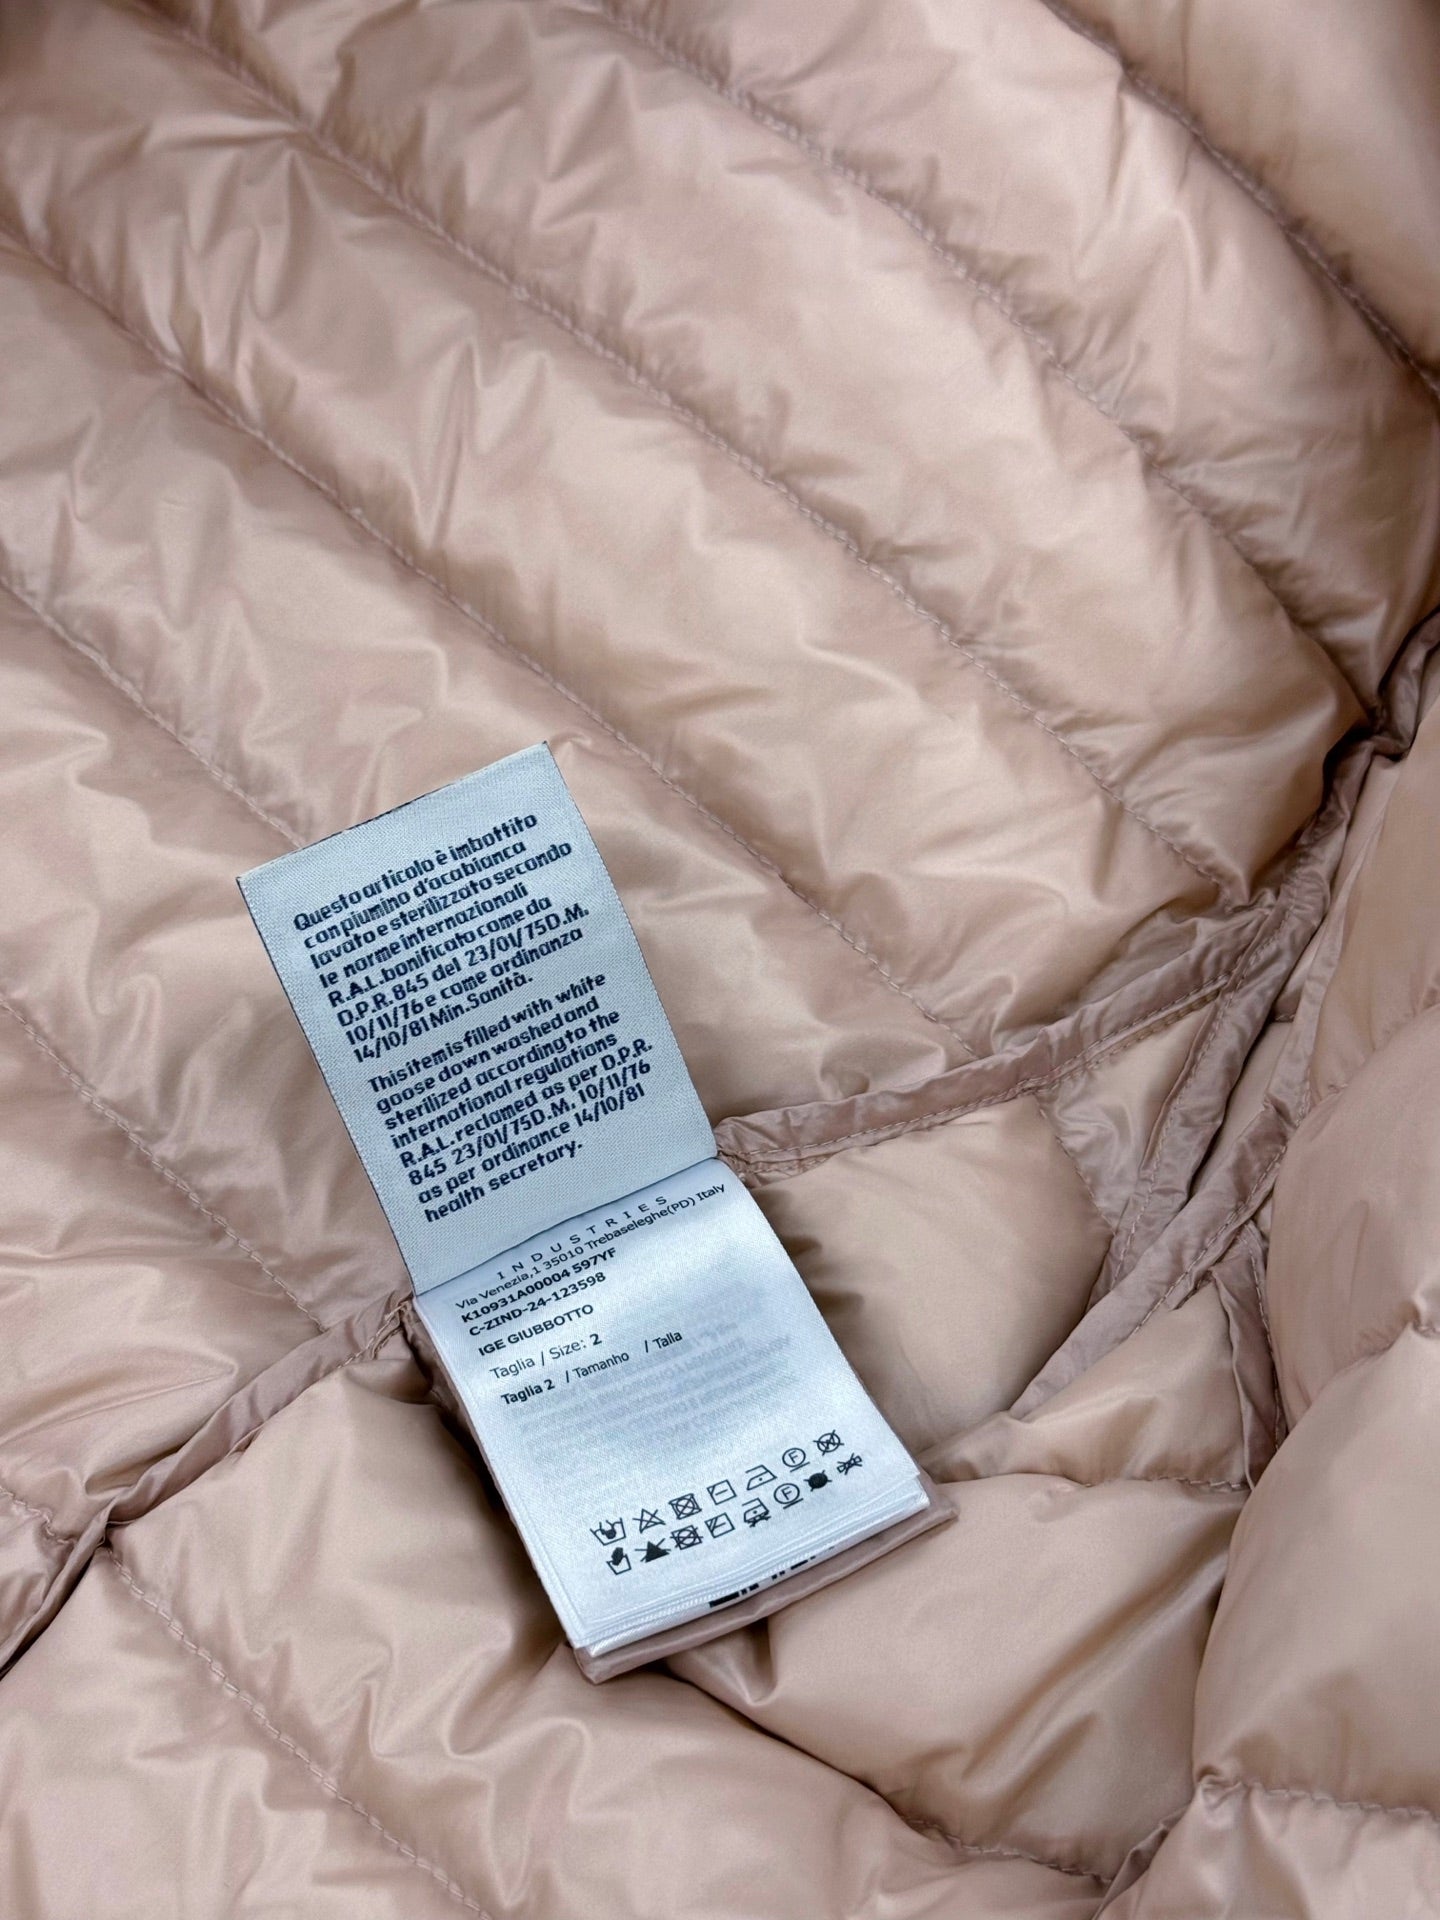 Questo articolo è imbottito
con piumino d'oca bianca
lavato e sterilizzato secondo
le norme internazionali
R.A.L. bonificato come da
D.P.R. 845 del 23/01/75 D.M.
10/11/76 e come ordinanza
14/10/81 Min. Sanità.
This item is filled with white
goose down washed and
sterilized according to the
international regulations
R.A.L. reclamed as per D.P.R.
845 23/01/75 D.M. 10/11/76
as per ordinance 14/10/81
health secretary.
INDUSTRIES
Via Venezia,1 35010 Trebaseleghe(PD) Italy
K10931A00004 597YF
C-ZIND-24-123598
IGE GIUBBOTTO
Taglia / Size: 2
Taglia 2 / Tamanho / Talla